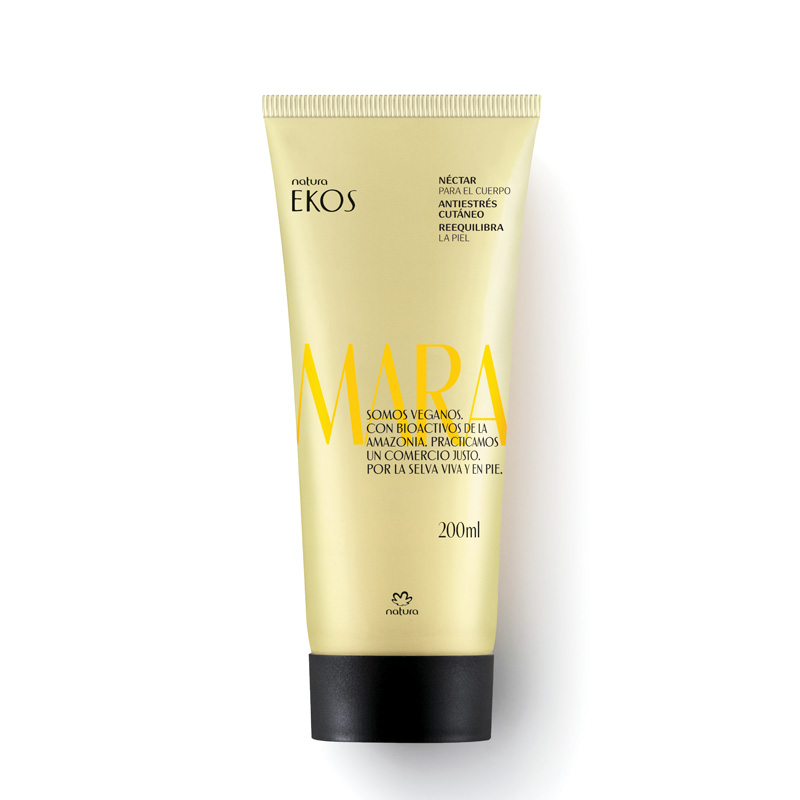 natura
EKOS
NÉCTAR
PARA EL CUERPO
ANTIESTRÉS
CUTÁNEO
REEQUILIBRA
LA PIEL
MARA
SOMOS VEGANOS.
CON BIOACTIVOS DE LA
AMAZONIA. PRACTICAMOS
UN COMERCIO JUSTO.
POR LA SELVA VIVA Y EN PIE.
200ml
natura